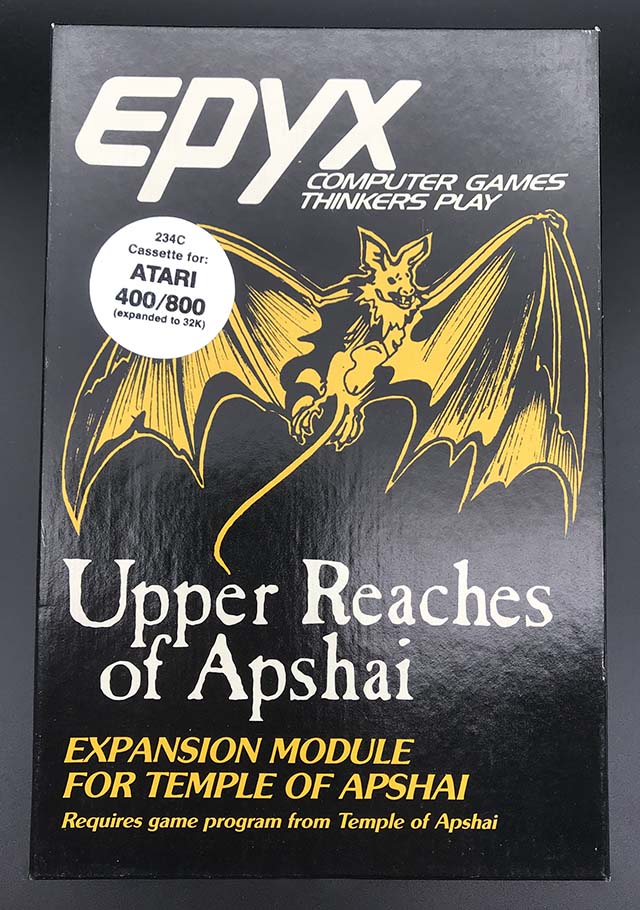 EPYX
COMPUTER GAMES
THINKERS PLAY
234C
Cassette for:
ATARI
400/800
(expanded to 32K)
Upper Reaches
of Apshai
EXPANSION MODULE
FOR TEMPLE OF APSHAI
Requires game program from Temple of Apshai